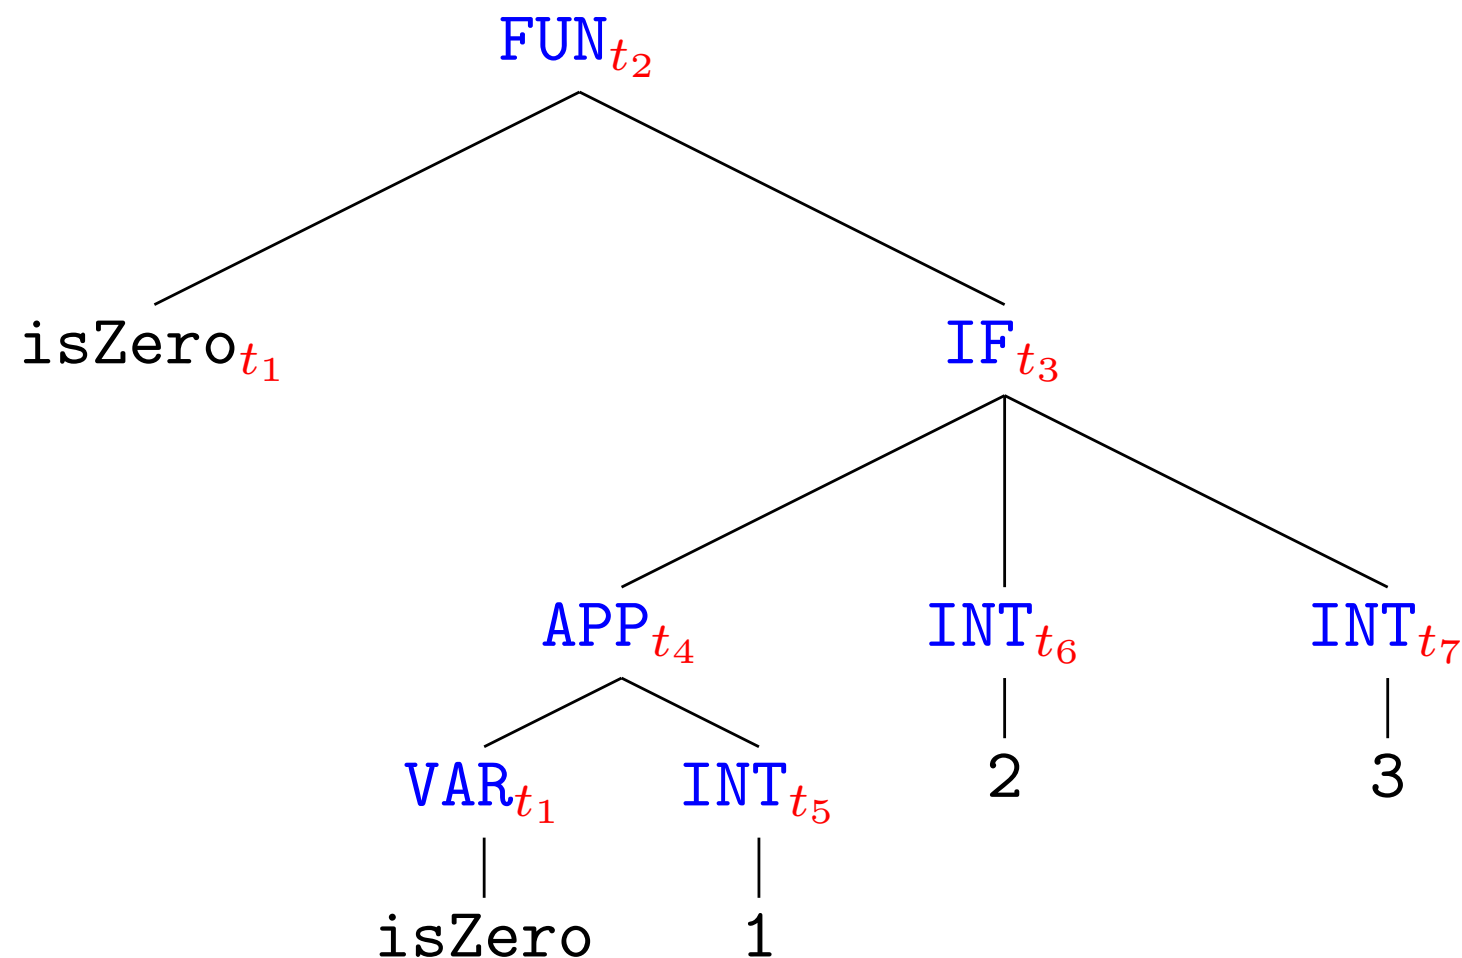 FUNt2
isZerot1 IFt3
APPt4 INTt6 INTt7
VARt1 INTt5 2 3
isZero 1